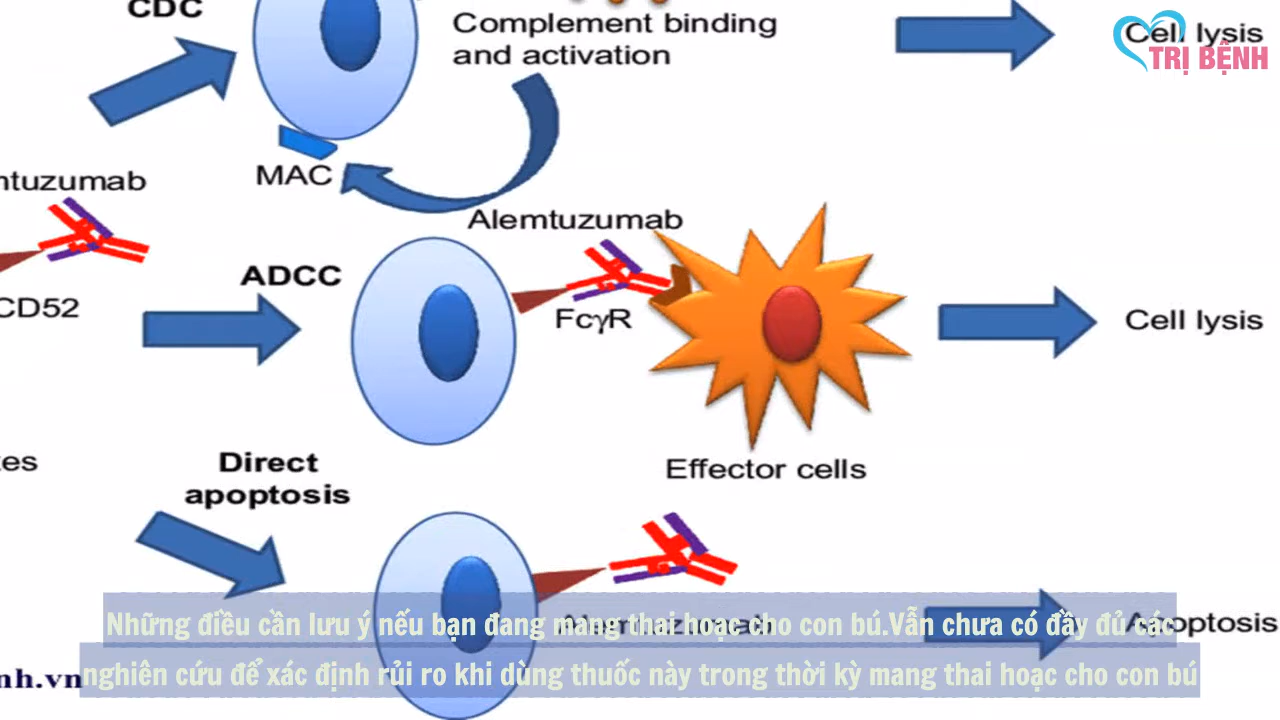 CDC
Complement binding
and activation
Cell lysis
TRỊ BỆNH
MAC
ntuzumab
Alemtuzumab
ADCC
CD52
FcγR
Cell lysis
Direct
apoptosis
Effector cells
Alemtuzumab
Apoptosis
Những điều cần lưu ý nếu bạn đang mang thai hoặc cho con bú.Vẫn chưa có đầy đủ các
nghiên cứu để xác định rủi ro khi dùng thuốc này trong thời kỳ mang thai hoặc cho con bú
nh.vn